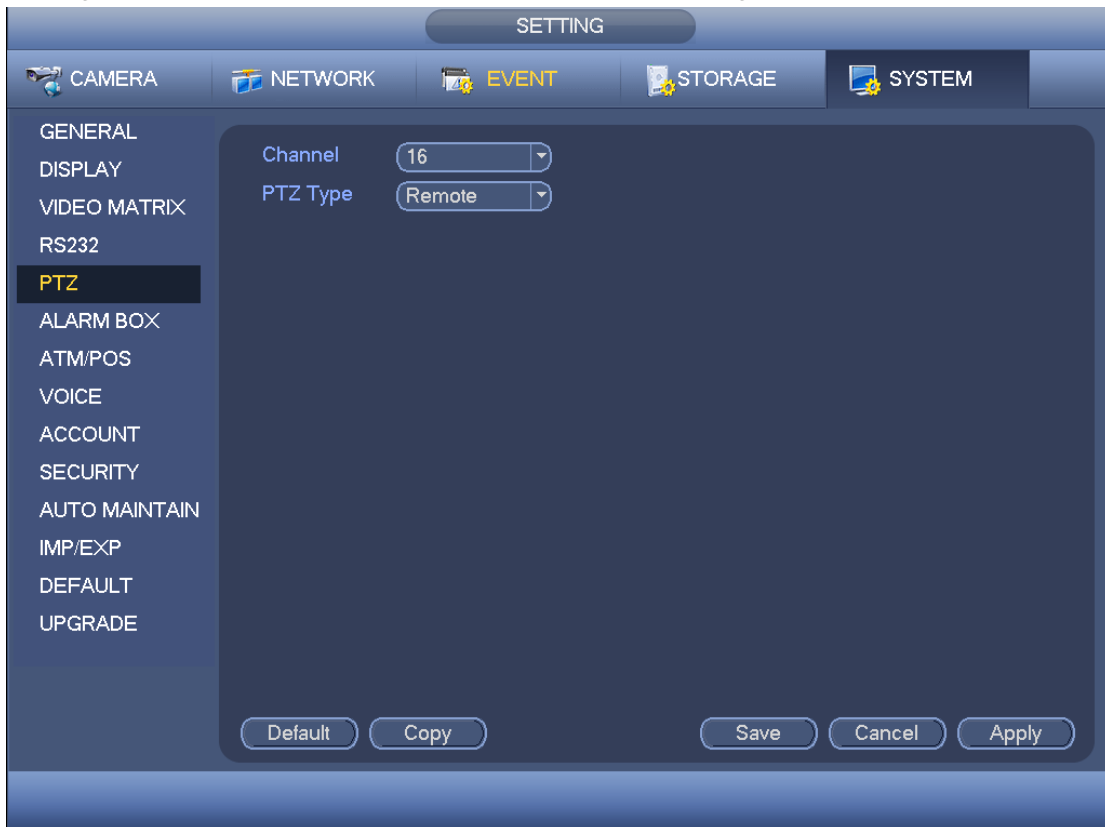 SETTING
CAMERA NETWORK EVENT STORAGE SYSTEM
GENERAL
DISPLAY
VIDEO MATRIX
RS232
PTZ
ALARM BOX
ATM/POS
VOICE
ACCOUNT
SECURITY
AUTO MAINTAIN
IMP/EXP
DEFAULT
UPGRADE
Channel 16
PTZ Type Remote
Default Copy Save Cancel Apply